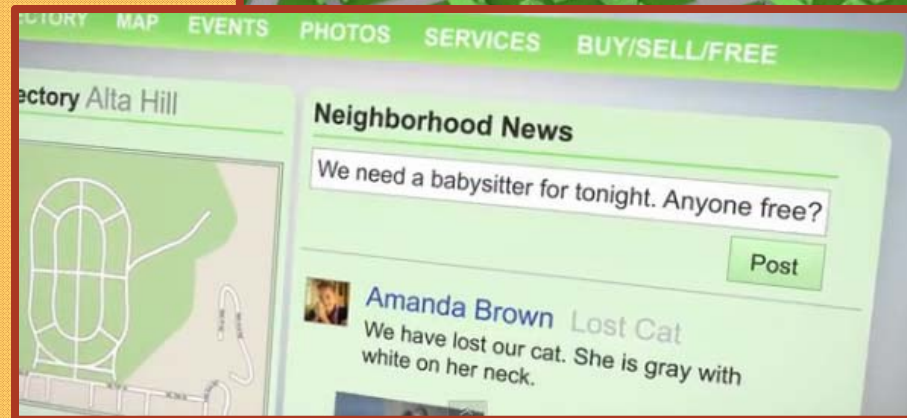 MAP EVENTS PHOTOS SERVICES BUY/SELL/FREE
Alta Hill
Neighborhood News
We need a babysitter for tonight. Anyone free?
Post
Amanda Brown Lost Cat
We have lost our cat. She is gray with
white on her neck.